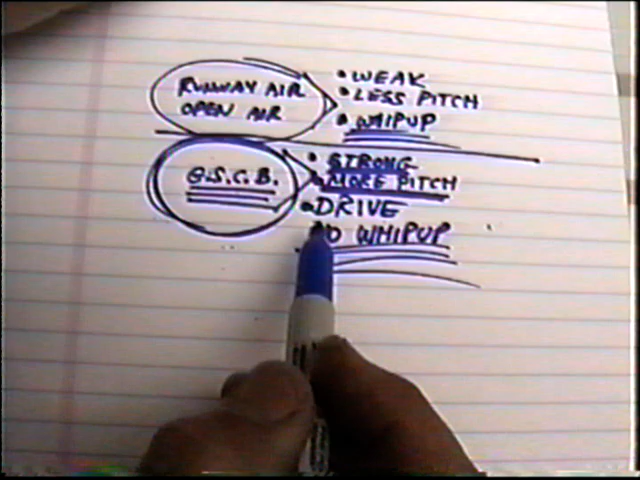 RUNWAY AIR
OPEN AIR
• WEAK
• LESS PITCH
• WHIPUP
G.S.C.B.
• STRONG
• MORE PITCH
• DRIVE
WHIPUP